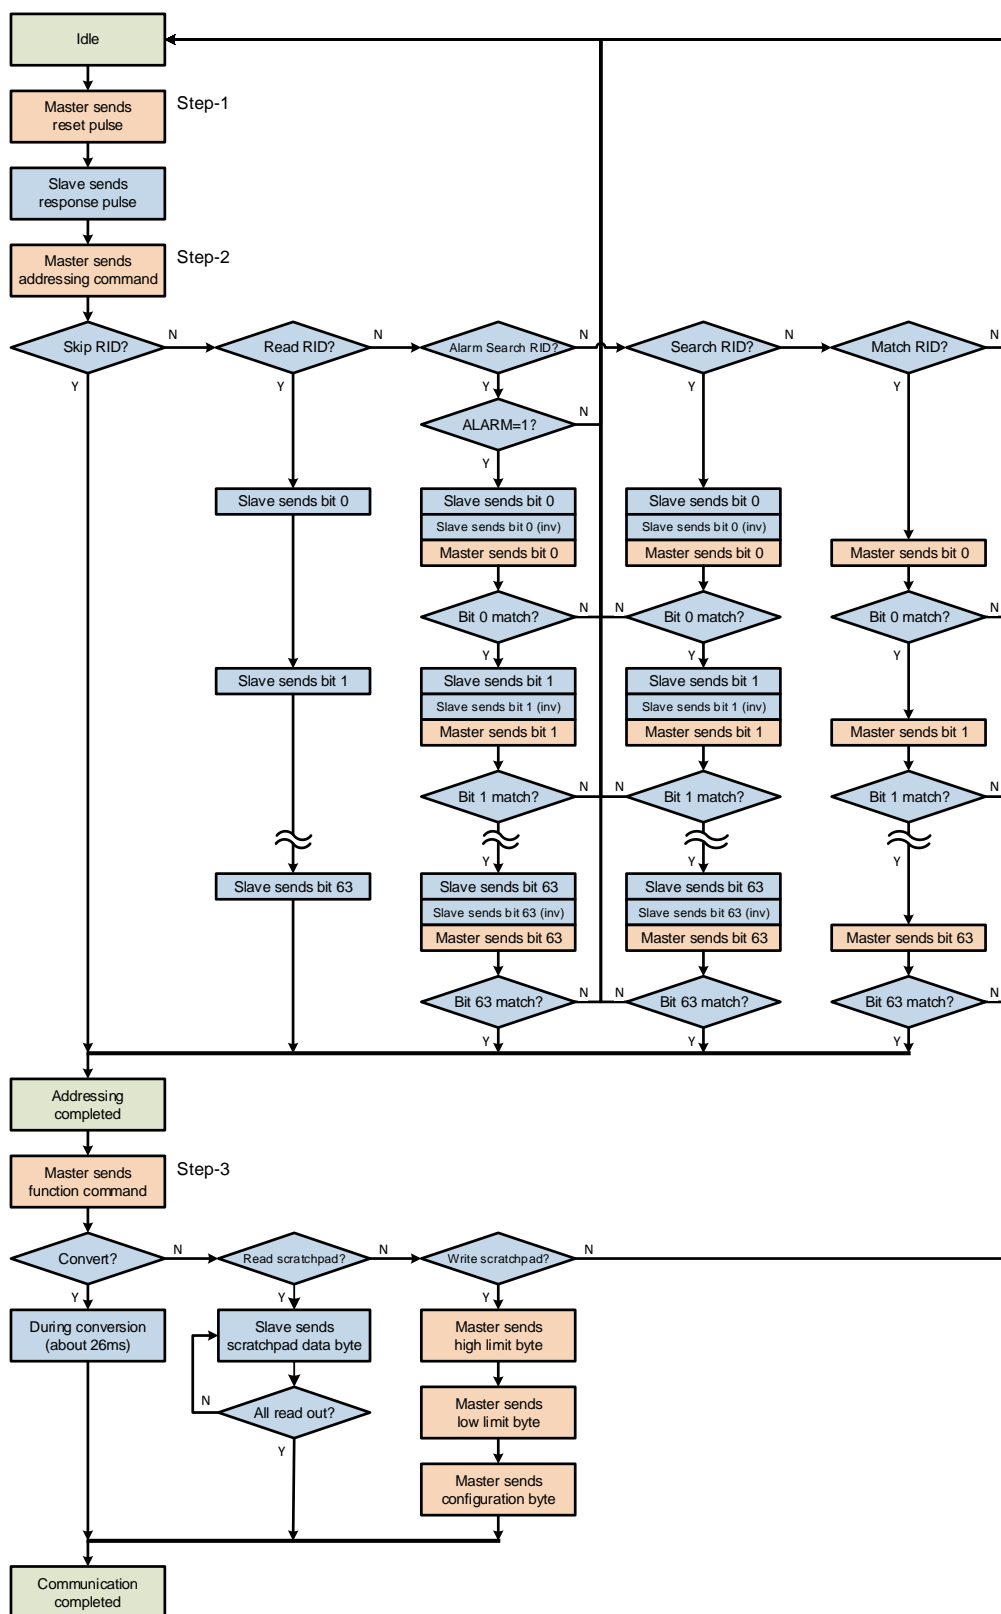 Idle
Master sends
reset pulse
Step-1
Slave sends
response pulse
Master sends
addressing command
Step-2
Skip RID?
N
Read RID?
N
Alarm Search RID?
N
Search RID?
N
Match RID?
N
Y
Y
Y
Y
Y
ALARM=1?
N
Y
Slave sends bit 0
Slave sends bit 0
Slave sends bit 0 (inv)
Master sends bit 0
Slave sends bit 0
Slave sends bit 0 (inv)
Master sends bit 0
Master sends bit 0
Bit 0 match?
N
N
Bit 0 match?
Bit 0 match?
N
Y
Y
Y
Slave sends bit 1
Slave sends bit 1
Slave sends bit 1 (inv)
Master sends bit 1
Slave sends bit 1
Slave sends bit 1 (inv)
Master sends bit 1
Master sends bit 1
Bit 1 match?
N
N
Bit 1 match?
Bit 1 match?
N
Y
Y
Y
Slave sends bit 63
Slave sends bit 63
Slave sends bit 63 (inv)
Master sends bit 63
Slave sends bit 63
Slave sends bit 63 (inv)
Master sends bit 63
Master sends bit 63
Bit 63 match?
N
N
Bit 63 match?
Bit 63 match?
N
Y
Y
Y
Addressing
completed
Master sends
function command
Step-3
Convert?
N
Read scratchpad?
N
Write scratchpad?
N
Y
Y
Y
During conversion
(about 26ms)
Slave sends
scratchpad data byte
Master sends
high limit byte
N
All read out?
Y
Master sends
low limit byte
Master sends
configuration byte
Communication
completed